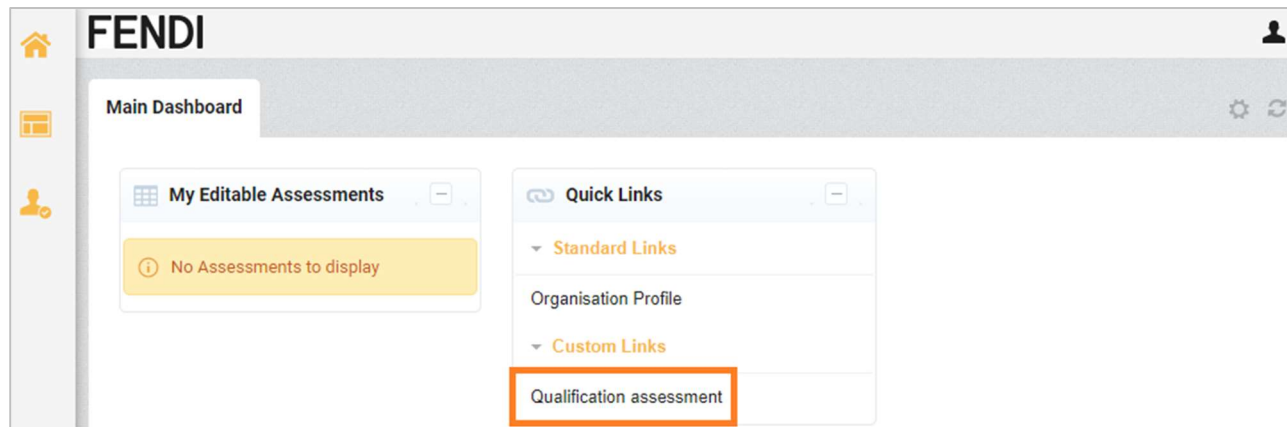 FENDI
Main Dashboard
My Editable Assessments
No Assessments to display
Quick Links
Standard Links
Organisation Profile
Custom Links
Qualification assessment